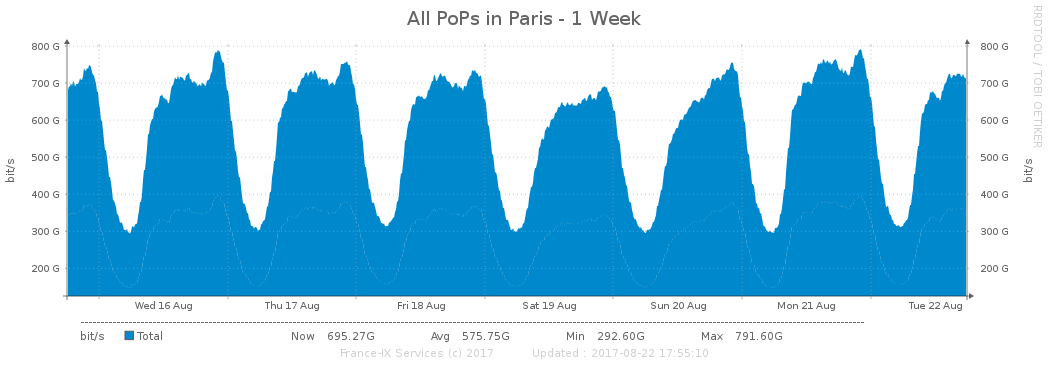 All PoPs in Paris - 1 Week
RRDTOOL / TOBI OETIKER
800 G 800 G
700 G 700 G
600 G 600 G
500 G 500 G
bit/s bit/s
400 G 400 G
300 G 300 G
200 G 200 G
Wed 16 Aug Thu 17 Aug Fri 18 Aug Sat 19 Aug Sun 20 Aug Mon 21 Aug Tue 22 Aug
bit/s Total Now 695.27G Avg 575.75G Min 292.60G Max 791.60G
France-IX Services (c) 2017 Updated : 2017-08-22 17:55:10